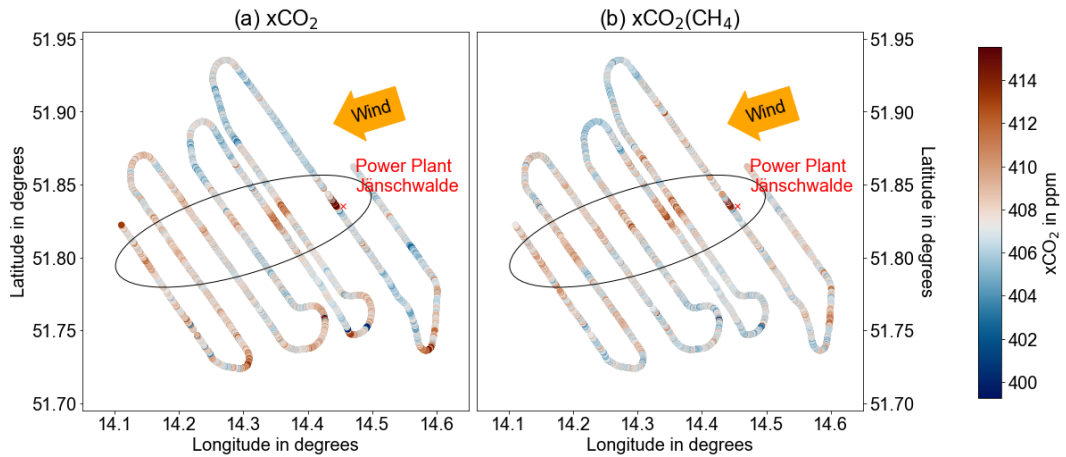 (a) xCO₂
(b) xCO₂(CH₄)
51.95
51.90
51.85
51.80
51.75
51.70
Latitude in degrees
14.1 14.2 14.3 14.4 14.5 14.6
Longitude in degrees
Wind
Power Plant
Jänschwalde
14.1 14.2 14.3 14.4 14.5 14.6
Longitude in degrees
Wind
Power Plant
Jänschwalde
51.95
51.90
51.85
51.80
51.75
51.70
Latitude in degrees
414
412
410
408
406
404
402
400
xCO₂ in ppm